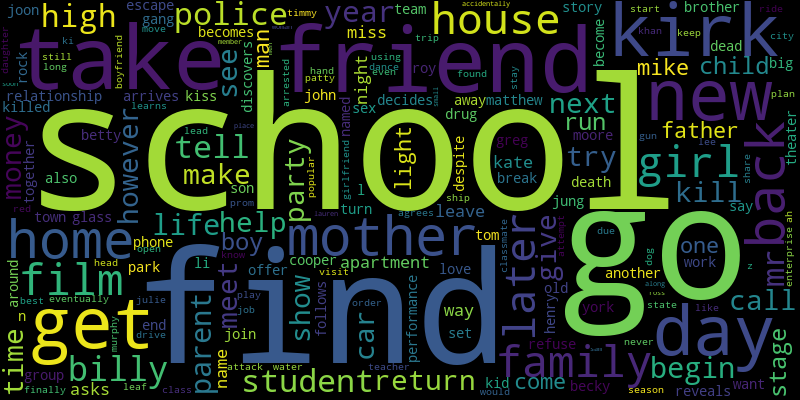 joon
high
escape
gang
timmy
police
becomes
year
team
trip
miss
roy
house
story
brother
become
dead
start
khan
keep
ride
city
accidentally
kirk
take
friend
new
man
see
discovers
boyfriend
move
daughter
rock
still
long
killed
relationship
arrives
kiss
learns
night
arrested
hand
using
dance
even
patty
found
stay
away
matthew
mike
child
big
plan
money
together
betty
lead
place
school
john
sex
decides
drug
next
run
father
theater
gun
lee
share
back
however
tell
make
also
son
named
popular
party
light
girlfriend
despite
greg
moore
kate
break
try
death
girl
kill
say
l
jung
town
glass
red
prom
agrees
ship
turn
leave
home
life
help
boy
mother
tom
later
give
go
due
dog
one
work
mr
enterprise
ah
phone
open
li
know
meet
cooper
apartment
visit
offer
love
classmate
another
z
film
around
head
park
parent
show
follows
play
job
order
performance
way
set
henry
old
york
state
like
never
day
call
time
n
get
best
eventually
julie
end
drive
murphy
join
name
find
refuse
becky
family
season
begin
stage
billy
asks
group
finally
leaf
class
attack
water
teacher
student
return
kid
would
come
reveals
want